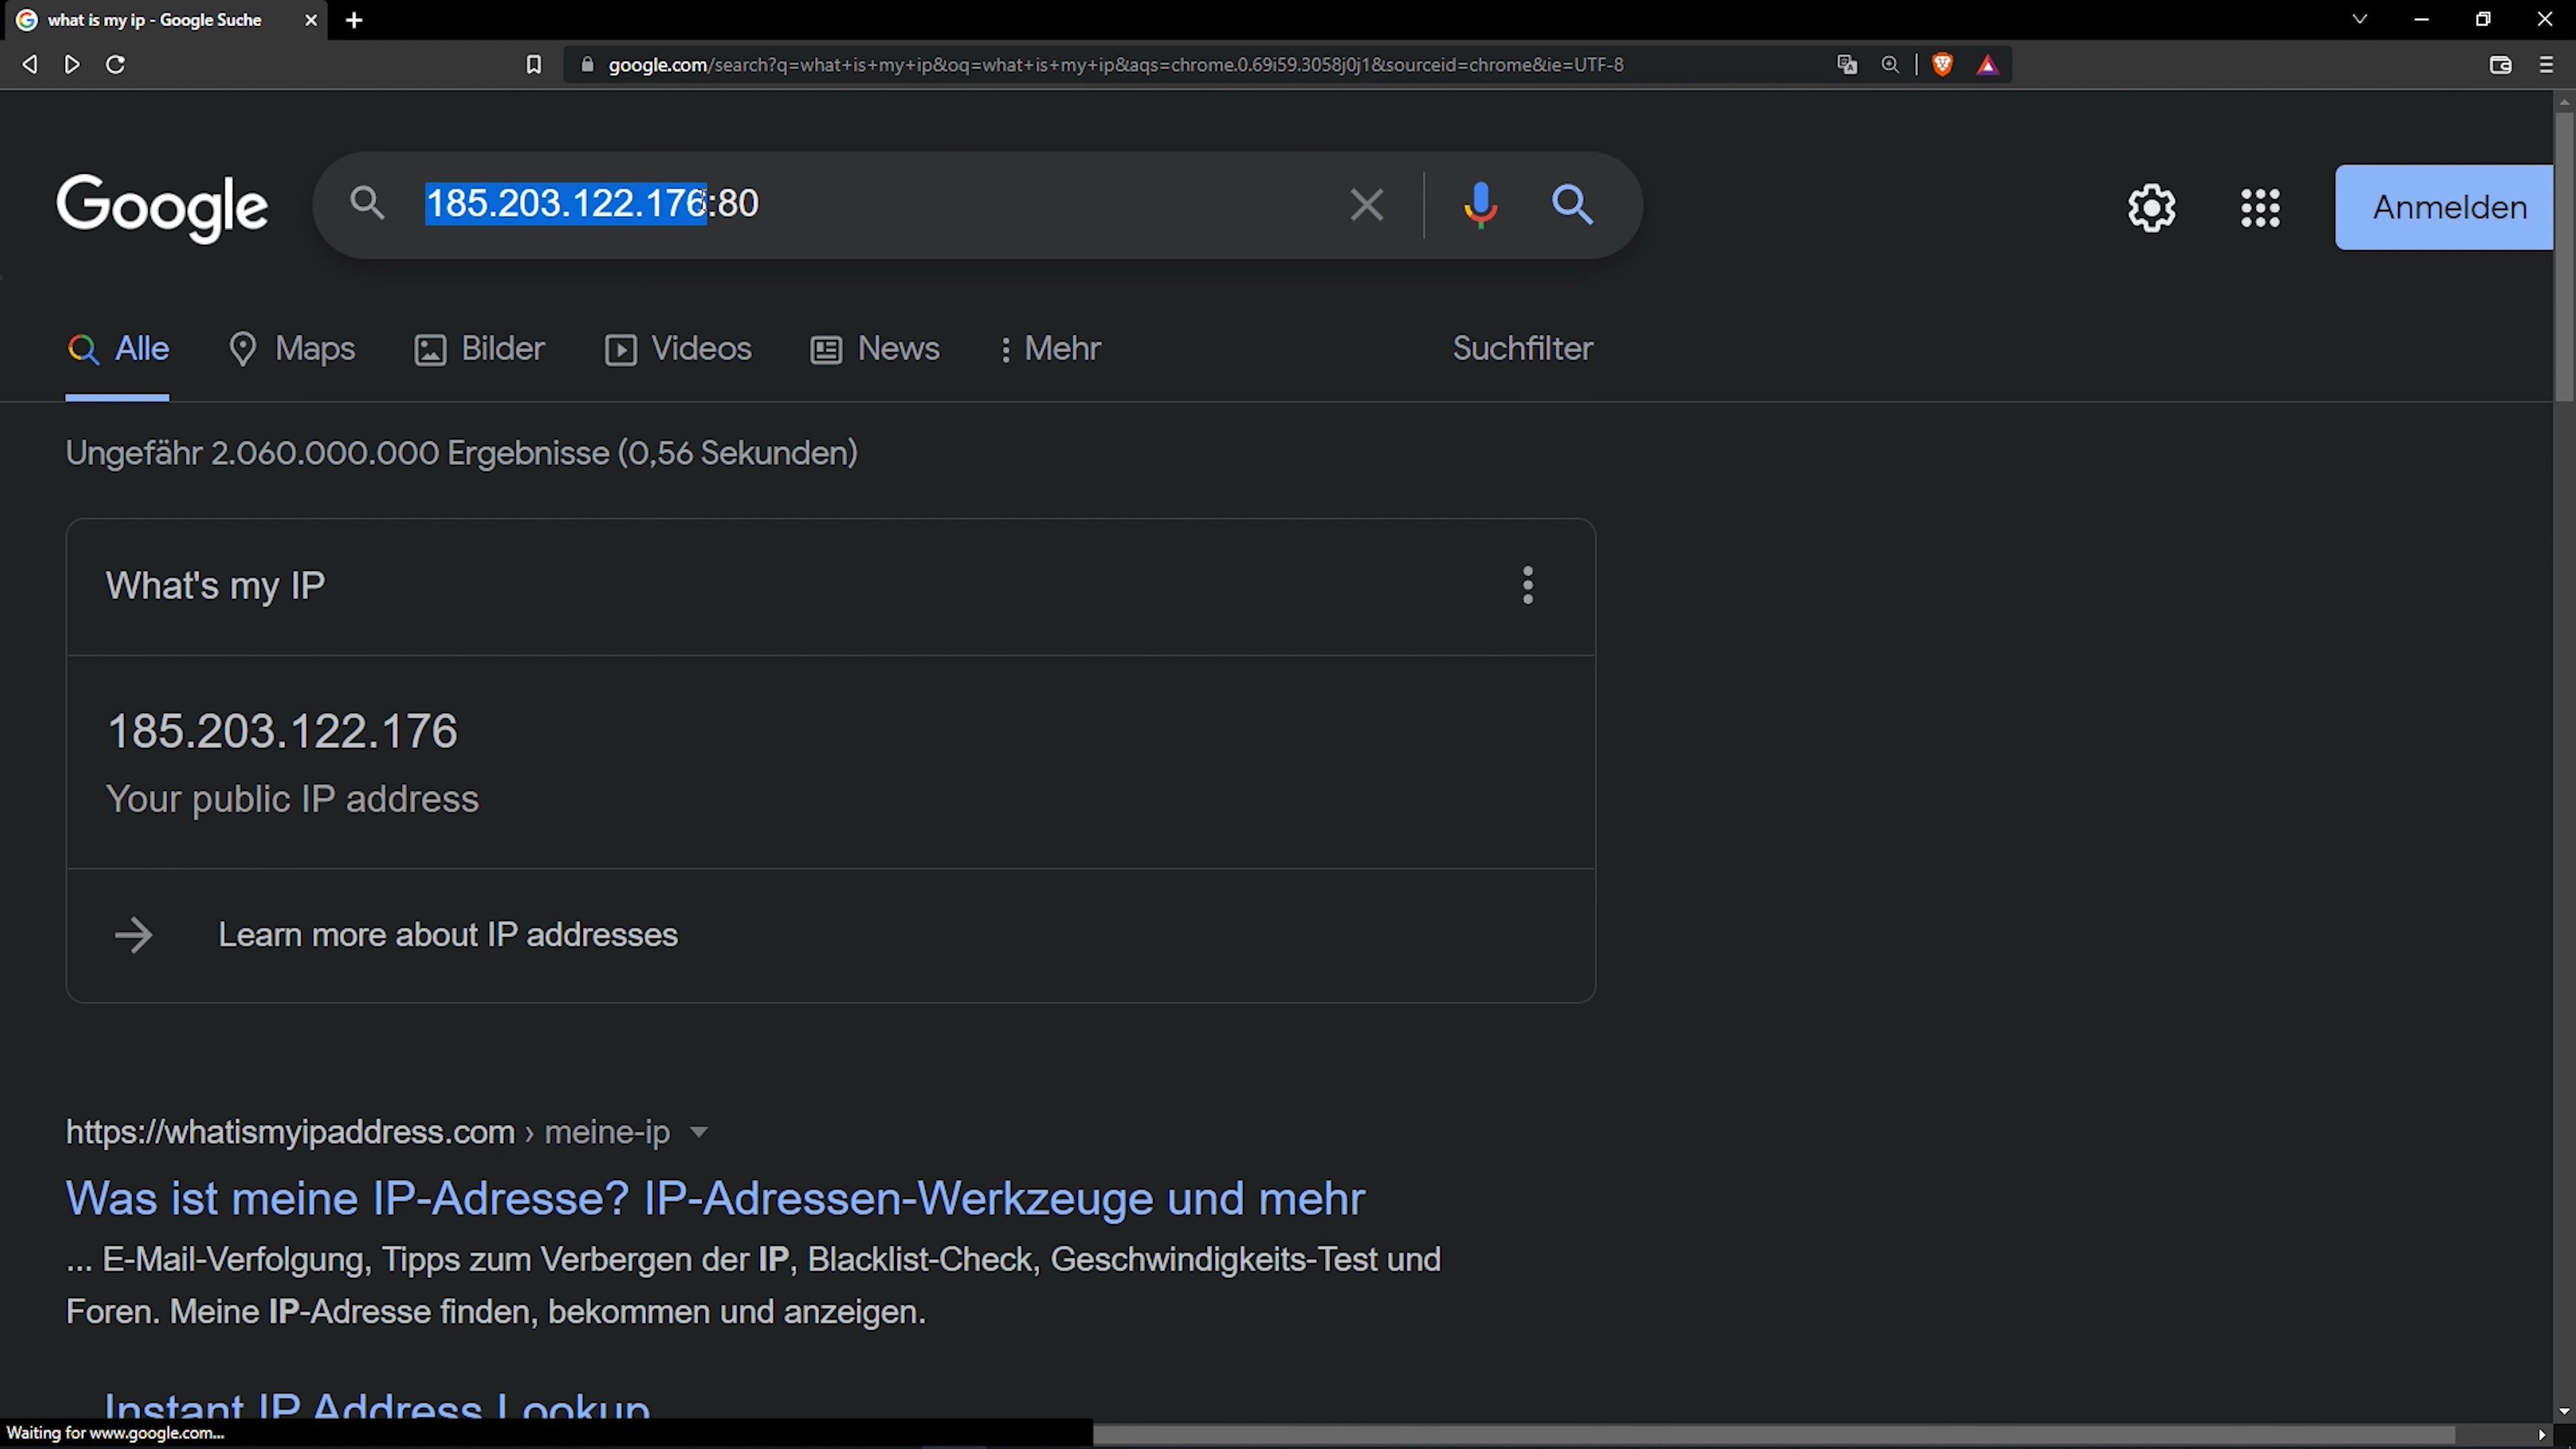 what is my ip - Google Suche
google.com/search?q=what+is+my+ip&oq=what+is+my+ip&aqs=chrome.0.69i59.3058j0j1&sourceid=chrome&ie=UTF-8
Google
185.203.122.176:80
Anmelden
Alle Maps Bilder Videos News Mehr Suchfilter
Ungefähr 2.060.000.000 Ergebnisse (0,56 Sekunden)
What's my IP
185.203.122.176
Your public IP address
Learn more about IP addresses
https://whatismyipaddress.com › meine-ip
Was ist meine IP-Adresse? IP-Adressen-Werkzeuge und mehr
... E-Mail-Verfolgung, Tipps zum Verbergen der IP, Blacklist-Check, Geschwindigkeits-Test und
Foren. Meine IP-Adresse finden, bekommen und anzeigen.
Instant IP Address Lookup
Waiting for www.google.com...